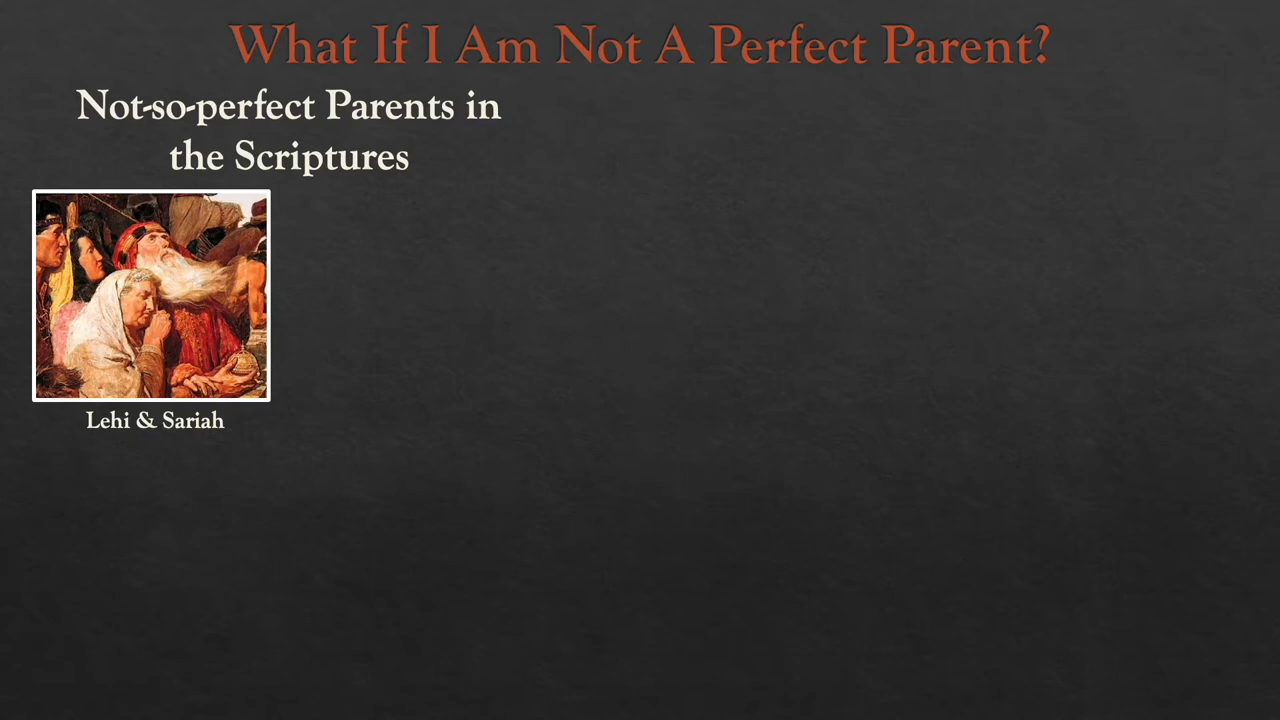 What If I Am Not A Perfect Parent?
Not-so-perfect Parents in
the Scriptures
Lehi & Sariah